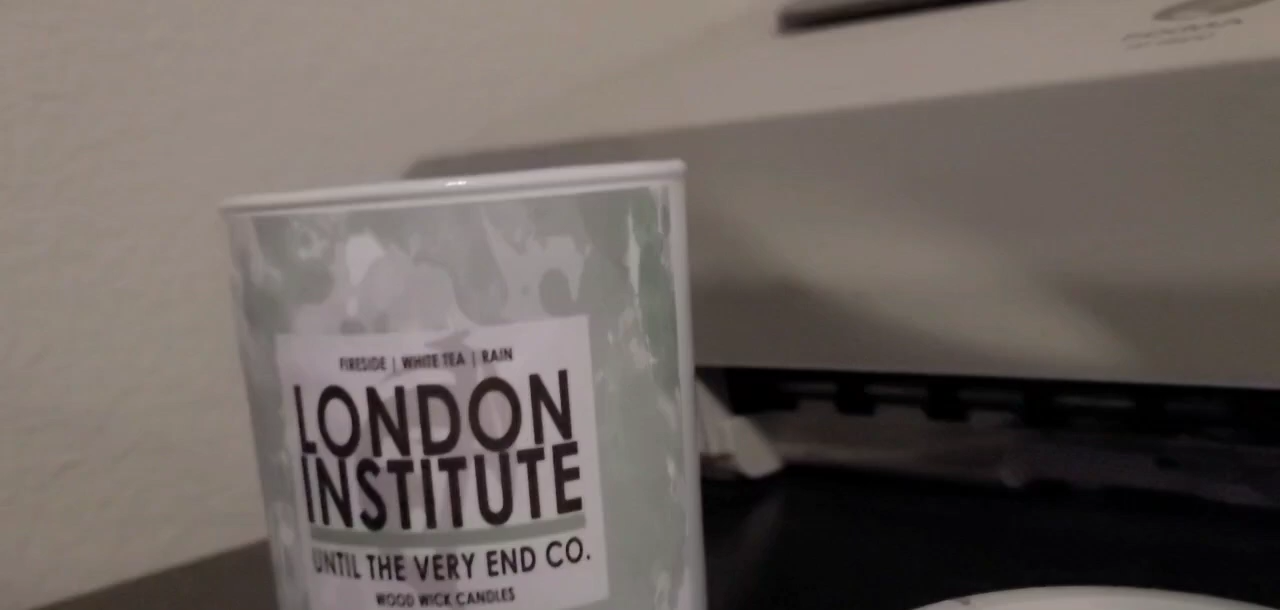 FIRESIDE | WHITE TEA | RAIN
LONDON
INSTITUTE
UNTIL THE VERY END CO.
WOOD WICK CANDLES